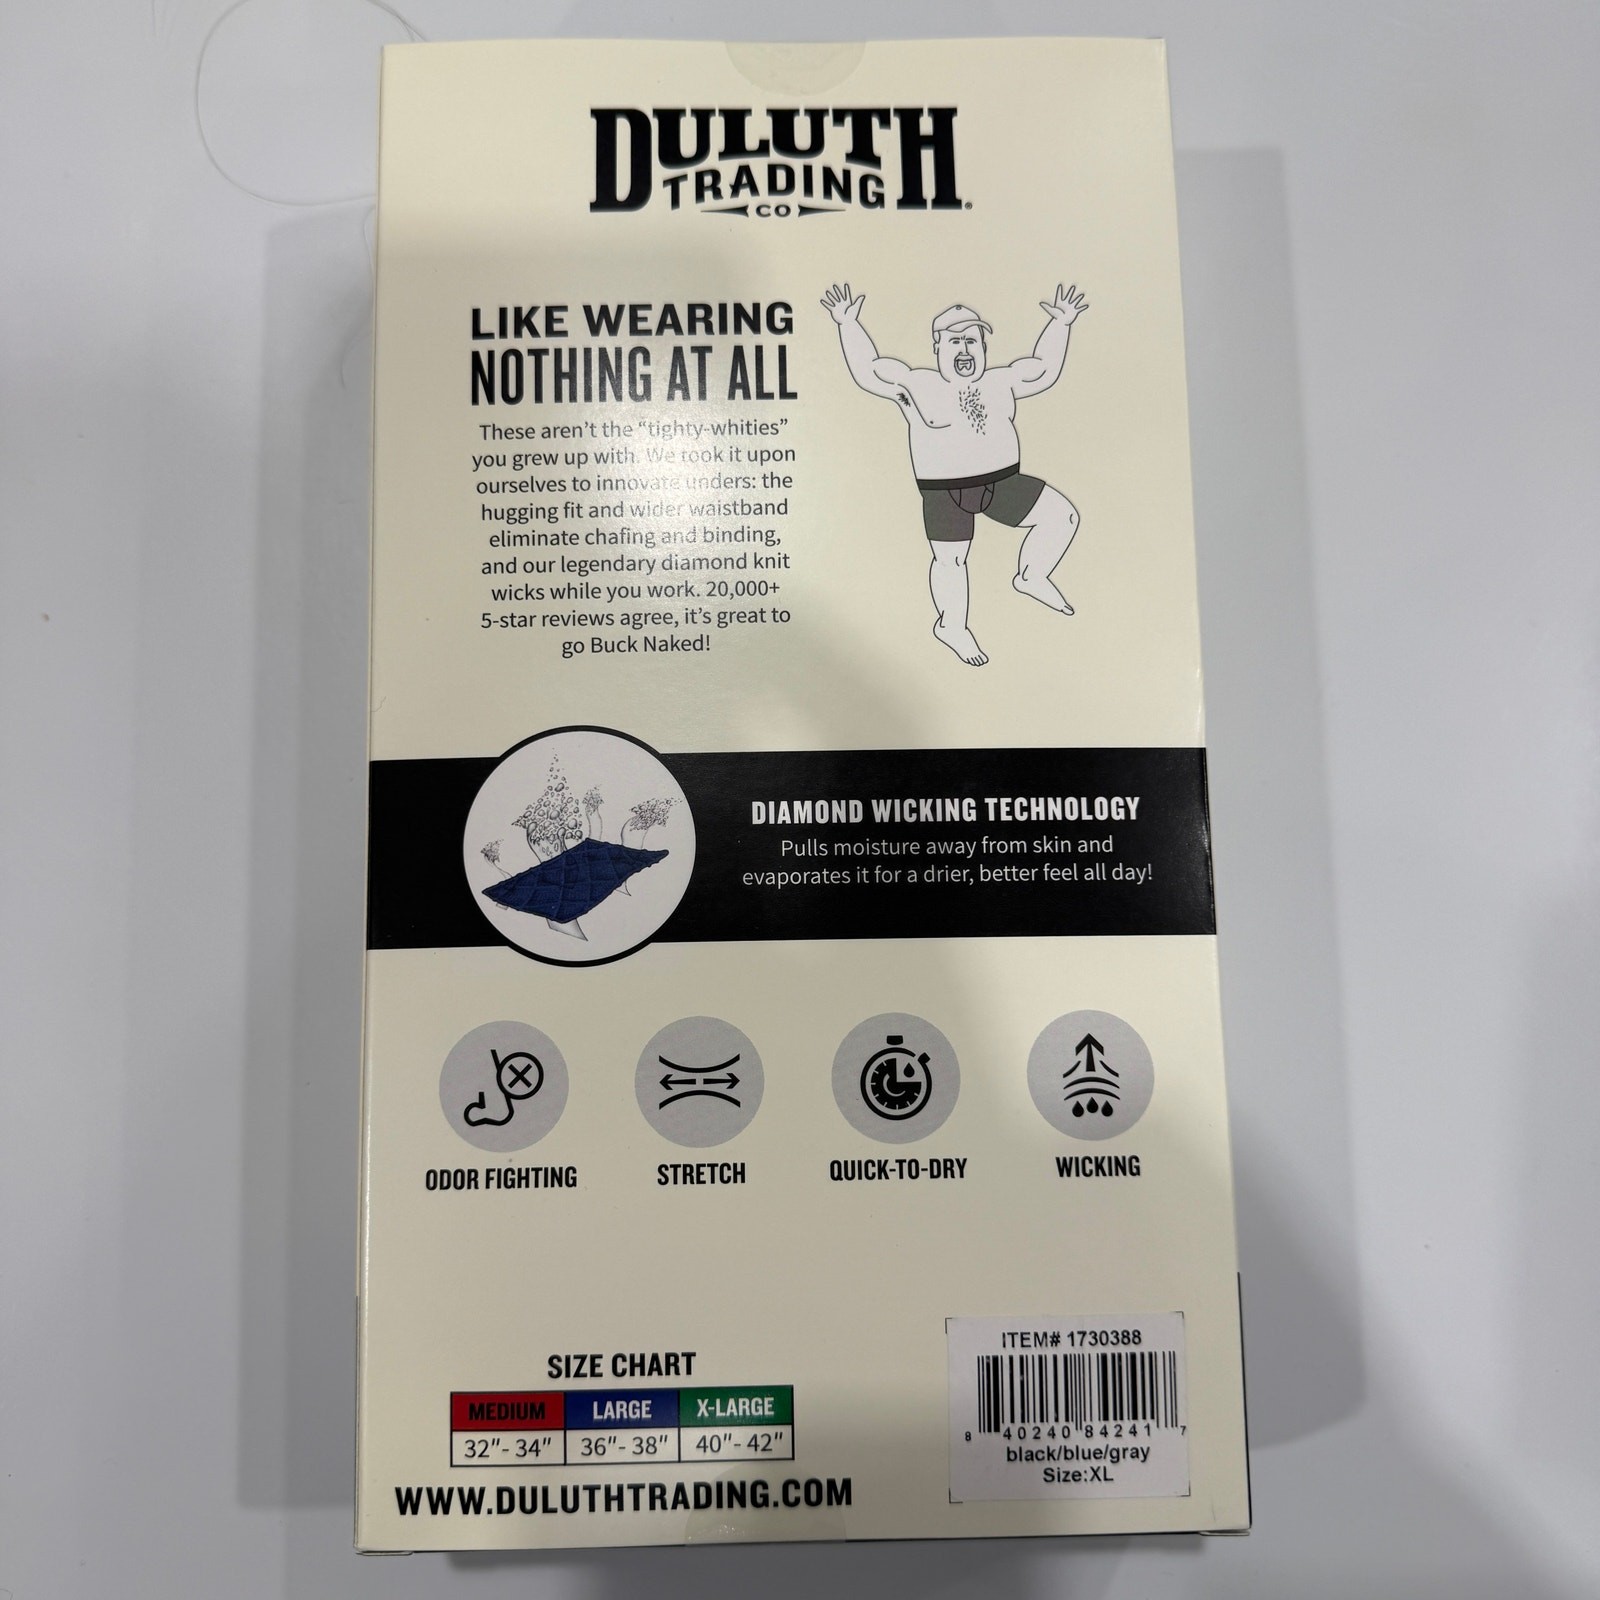 DULUTH
TRADING
CO
LIKE WEARING
NOTHING AT ALL
These aren't the "tighty-whities"
you grew up with. We took it upon
ourselves to innovate unders: the
hugging fit and wider waistband
eliminate chafing and binding,
and our legendary diamond knit
wicks while you work. 20,000+
5-star reviews agree, it's great to
go Buck Naked!
DIAMOND WICKING TECHNOLOGY
Pulls moisture away from skin and
evaporates it for a drier, better feel all day!
ODOR FIGHTING
STRETCH
QUICK-TO-DRY
WICKING
SIZE CHART
MEDIUM LARGE X-LARGE
32"- 34" 36"- 38" 40"- 42"
WWW.DULUTHTRADING.COM
ITEM# 1730388
8 40240 84241 7
black/blue/gray
Size:XL